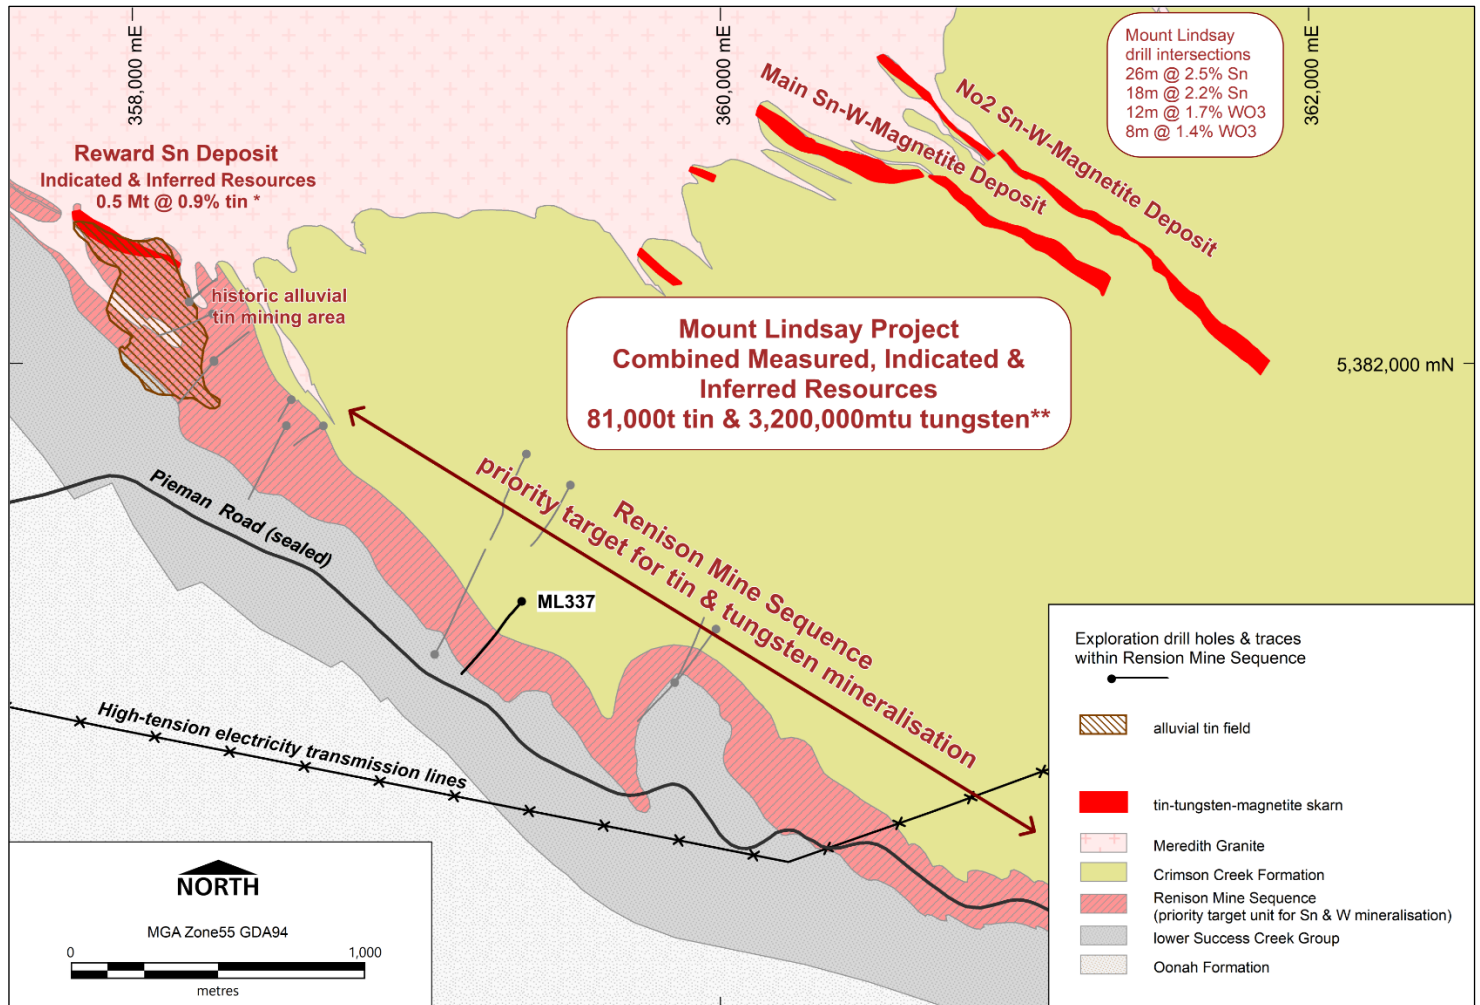 358,000 mE
360,000 mE
362,000 mE
Mount Lindsay
drill intersections
26m @ 2.5% Sn
18m @ 2.2% Sn
12m @ 1.7% WO3
8m @ 1.4% WO3
Main Sn-W-Magnetite Deposit
No2 Sn-W-Magnetite Deposit
Reward Sn Deposit
Indicated & Inferred Resources
0.5 Mt @ 0.9% tin *
historic alluvial
tin mining area
Mount Lindsay Project
Combined Measured, Indicated &
Inferred Resources
81,000t tin & 3,200,000mtu tungsten**
5,382,000 mN
Pieman Road (sealed)
Renison Mine Sequence
priority target for tin & tungsten mineralisation
ML337
High-tension electricity transmission lines
NORTH
MGA Zone55 GDA94
0
1,000
metres
Exploration drill holes & traces
within Rension Mine Sequence
alluvial tin field
tin-tungsten-magnetite skarn
Meredith Granite
Crimson Creek Formation
Renison Mine Sequence
(priority target unit for Sn & W mineralisation)
lower Success Creek Group
Oonah Formation